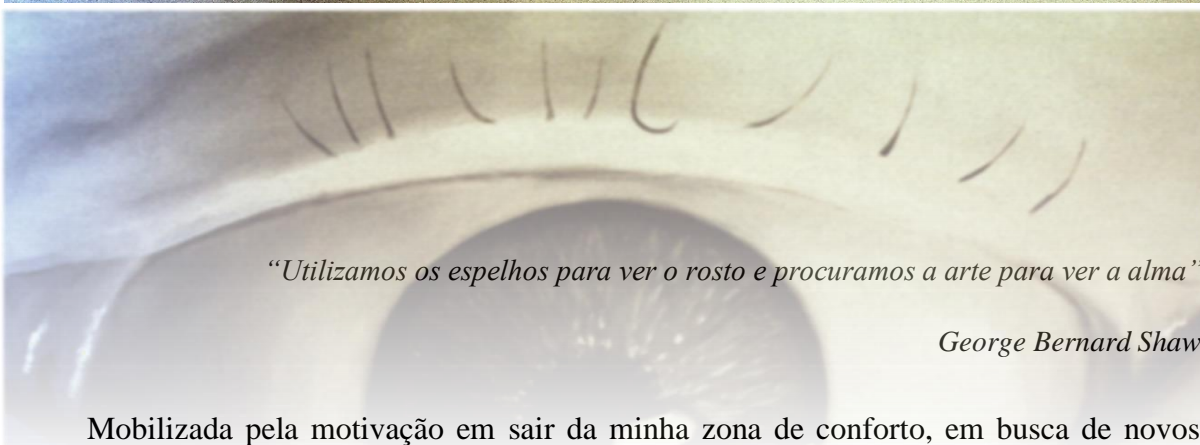 “Utilizamos os espelhos para ver o rosto e procuramos a arte para ver a alma”
George Bernard Shaw
Mobilizada pela motivação em sair da minha zona de conforto, em busca de novos